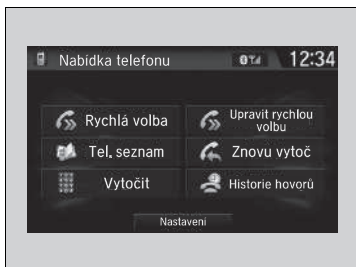 Nabídka telefonu
12:34
Rychlá volba
Upravit rychlou
volbu
Tel. seznam
Znovu vytoč
Vytočit
Historie hovorů
Nastavení